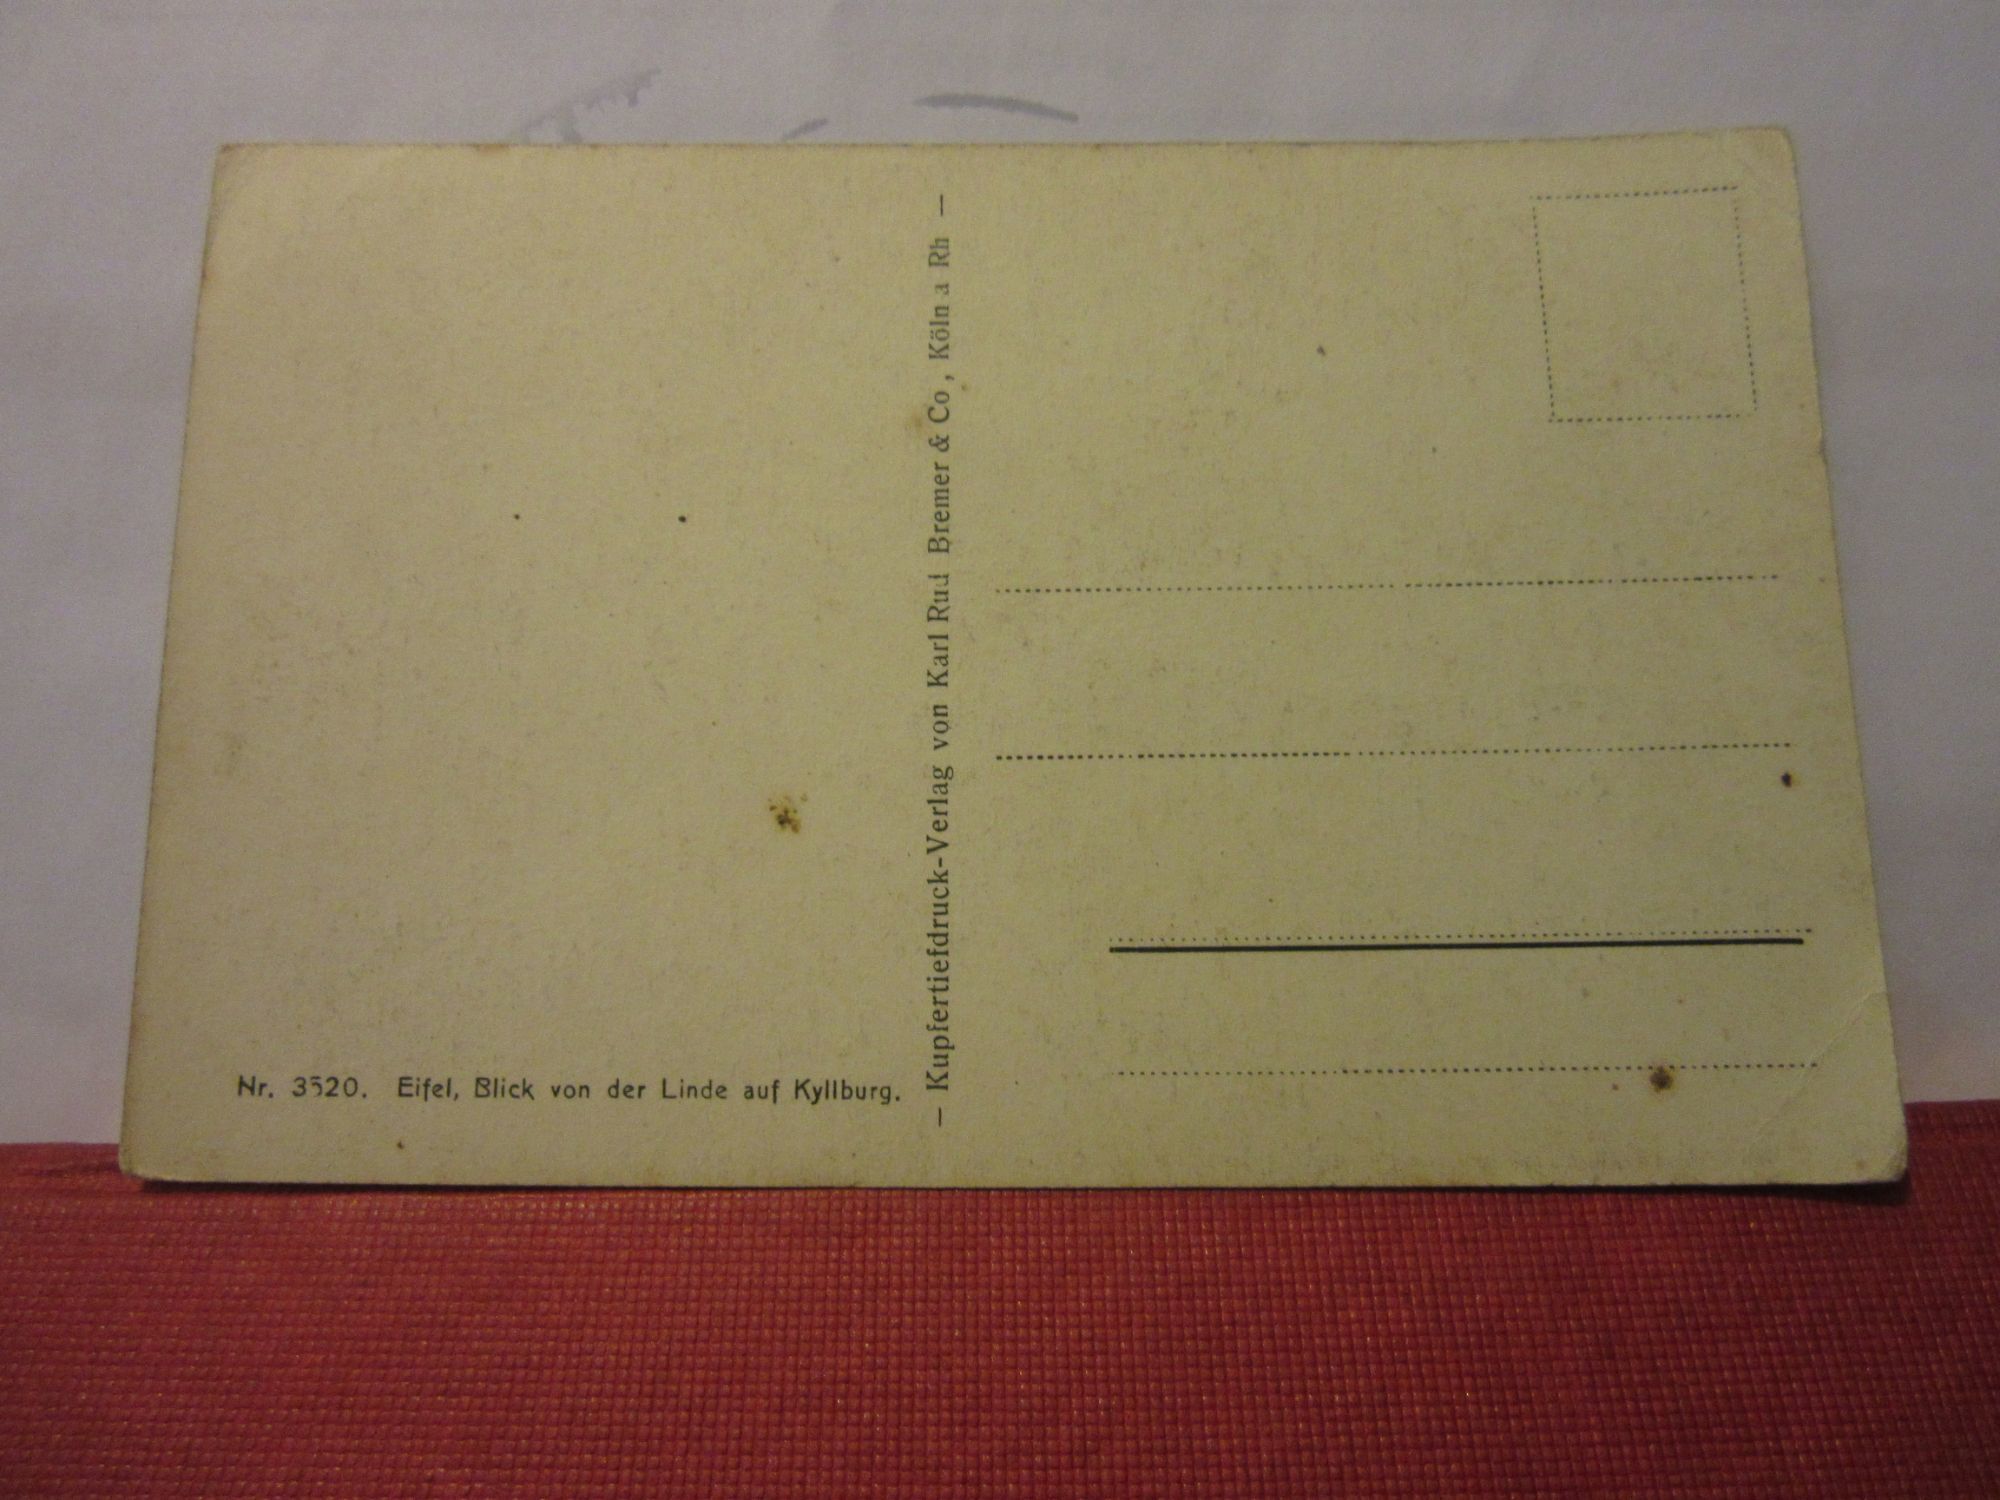 Nr. 3520. Eifel, Blick von der Linde auf Kyllburg.
— Kupfertiefdruck-Verlag von Karl Rud Bremer & Co, Köln a Rh —